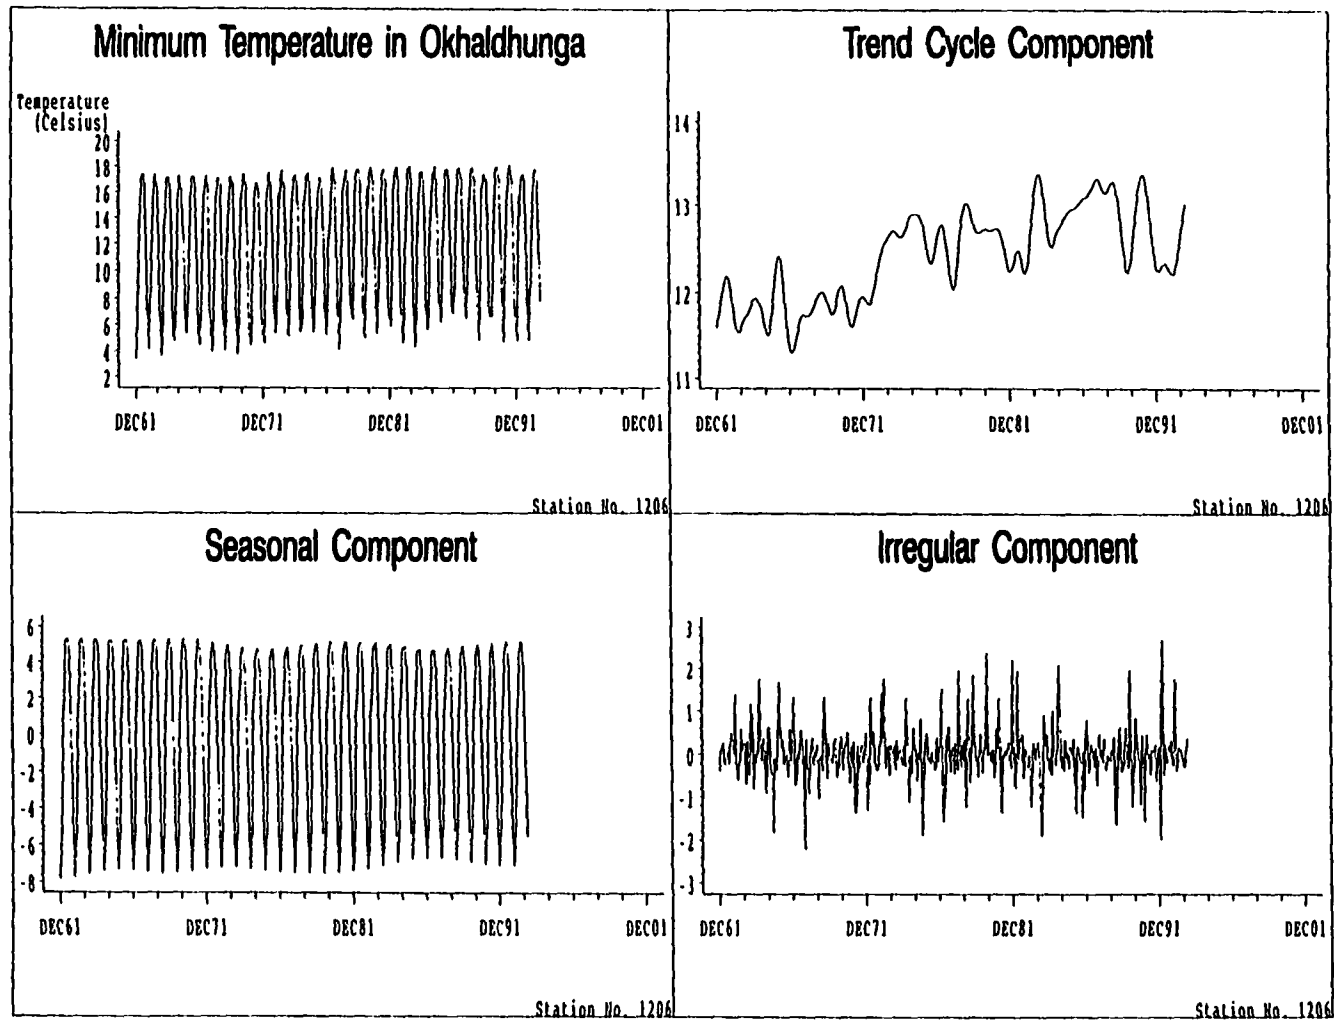 Minimum Temperature in Okhaldhunga
Temperature
(Celsius)
20
18
16
14
12
10
8
6
4
2
DEC61 DEC71 DEC81 DEC91 DEC01
Station No. 1206
Trend Cycle Component
14
13
12
11
DEC61 DEC71 DEC81 DEC91 DEC01
Station No. 1206
Seasonal Component
6
4
2
0
-2
-4
-6
-8
DEC61 DEC71 DEC81 DEC91 DEC01
Station No. 1206
Irregular Component
3
2
1
0
-1
-2
-3
DEC61 DEC71 DEC81 DEC91 DEC01
Station No. 1206